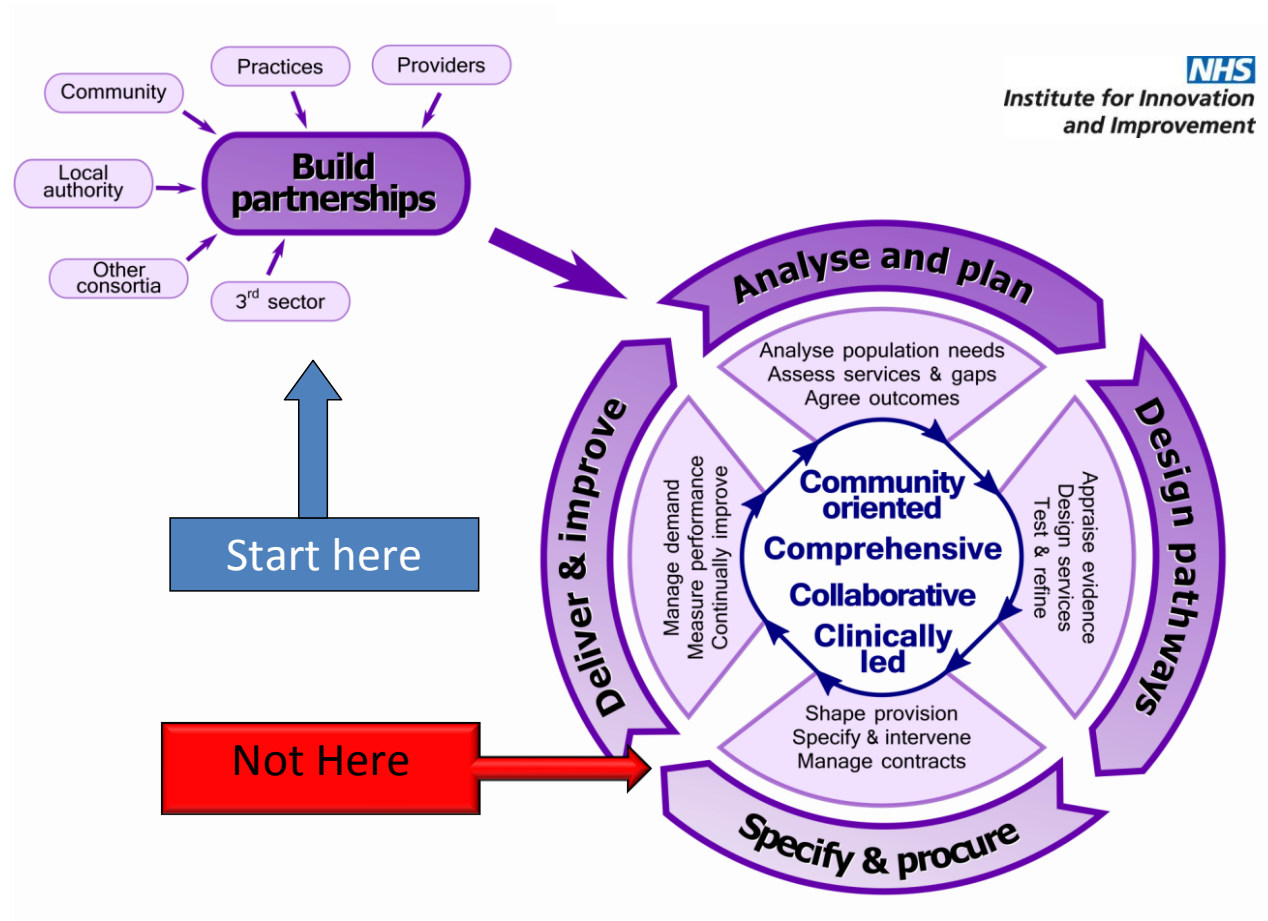 NHS
Institute for Innovation
and Improvement
Community
Practices
Providers
Local
authority
Other
consortia
3rd sector
Build
partnerships
Start here
Not Here
Analyse and plan
Analyse population needs
Assess services & gaps
Agree outcomes
Design pathways
Appraise evidence
Design services
Test & refine
Specify & procure
Shape provision
Specify & intervene
Manage contracts
Deliver & improve
Manage demand
Measure performance
Continually improve
Community
oriented
Comprehensive
Collaborative
Clinically
led